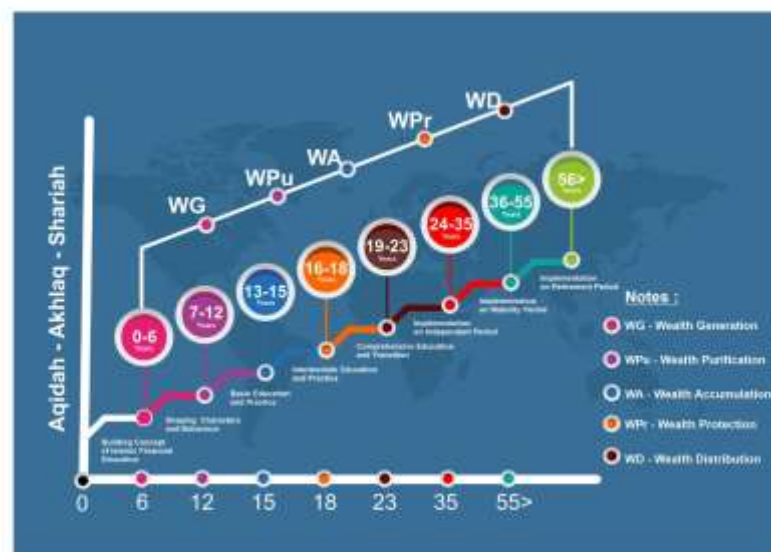 Aqidah - Akhlaq - Shariah
WG
WPu
WA
WPr
WD
0-6
Years
7-12
Years
13-15
Years
16-18
Years
19-23
Years
24-35
Years
36-55
Years
56>
Years
Building Concept
of Islamic Financial
Education
Shaping Characters
and Behaviour
Basic Education
and Practice
Intermediate Education
and Practice
Comprehensive Education
and Transition
Implementation
on Independent Period
Implementation
on Maturity Period
Implementation
on Retirement Period
Notes :
WG - Wealth Generation
WPu - Wealth Purification
WA - Wealth Accumulation
WPr - Wealth Protection
WD - Wealth Distribution
0
6
12
15
18
23
35
55>